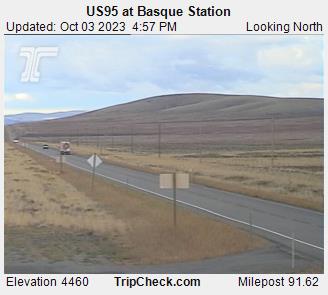 US95 at Basque Station
Updated: Oct 03 2023 4:57 PM Looking North
Elevation 4460 TripCheck.com Milepost 91.62